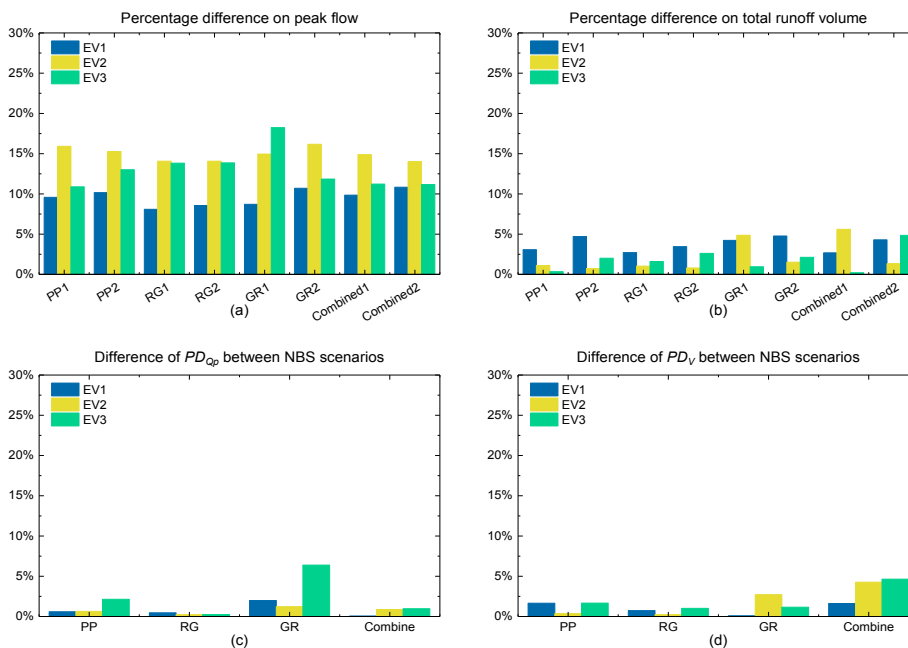 Percentage difference on peak flow
30%
25%
20%
15%
10%
5%
0%
EV1
EV2
EV3
PP1 PP2 RG1 RG2 GR1 GR2 Combined1 Combined2
(a)
Percentage difference on total runoff volume
30%
25%
20%
15%
10%
5%
0%
EV1
EV2
EV3
PP1 PP2 RG1 RG2 GR1 GR2 Combined1 Combined2
(b)
Difference of PD_Qp between NBS scenarios
30%
25%
20%
15%
10%
5%
0%
EV1
EV2
EV3
PP RG GR Combine
(c)
Difference of PD_V between NBS scenarios
30%
25%
20%
15%
10%
5%
0%
EV1
EV2
EV3
PP RG GR Combine
(d)